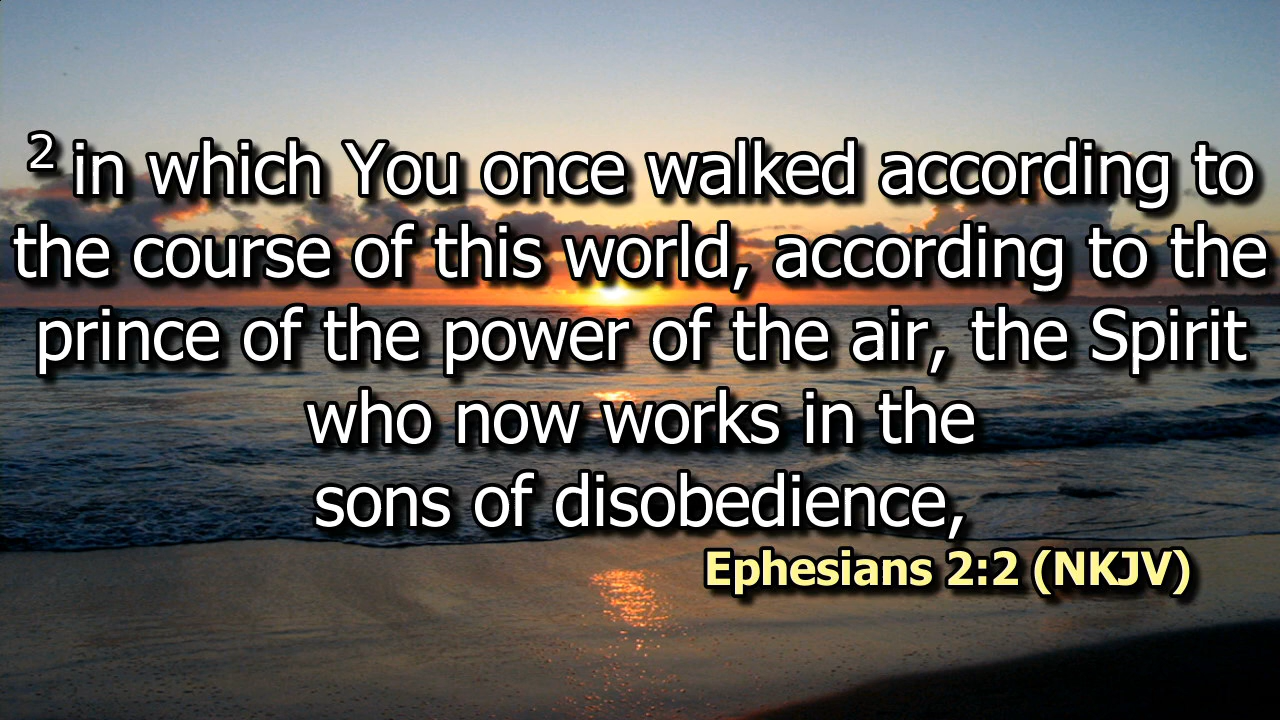 2 in which You once walked according to
the course of this world, according to the
prince of the power of the air, the Spirit
who now works in the
sons of disobedience,
Ephesians 2:2 (NKJV)